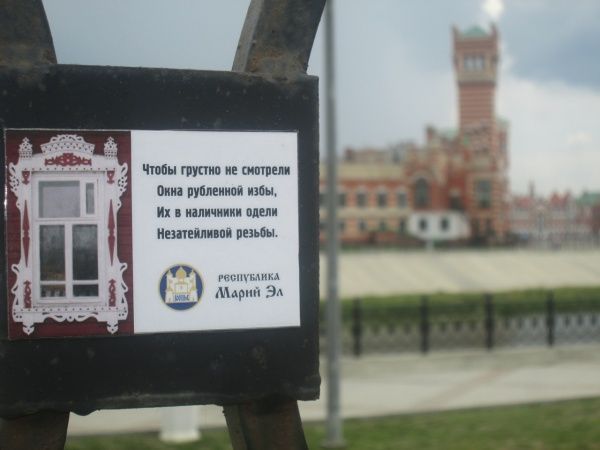 Чтобы грустно не смотрели
Окна рубленной избы,
Их в наличники одели
Незатейливой резьбы.
РЕСПУБЛИКА
Марий Эл